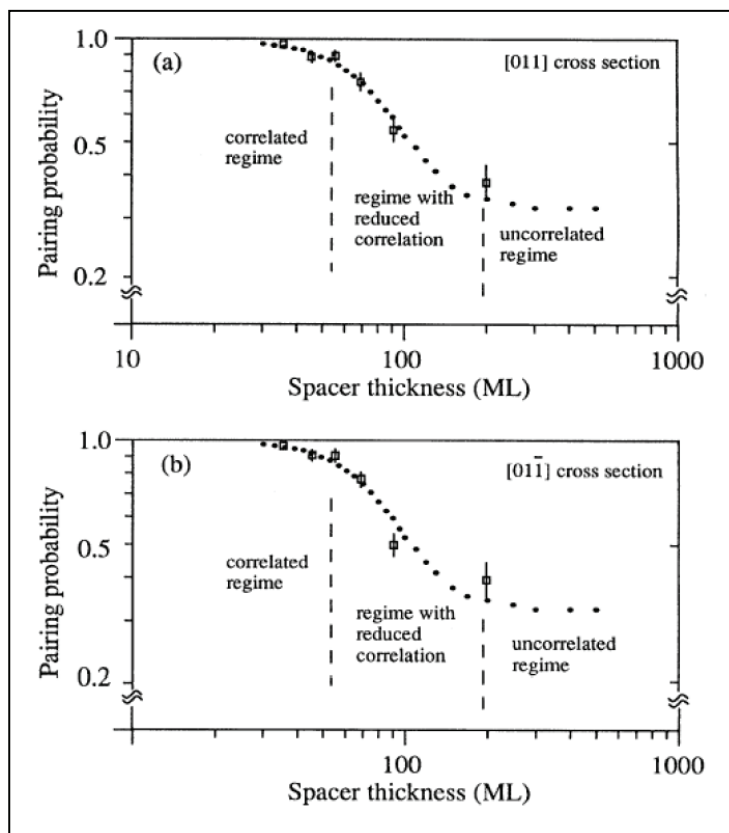 1.0
(a)
[011] cross section
correlated
regime
0.5
regime with
reduced
correlation
uncorrelated
regime
0.2
Pairing probability
10
100
1000
Spacer thickness (ML)
1.0
(b)
[011̄] cross section
0.5
correlated
regime
regime with
reduced
correlation
uncorrelated
regime
0.2
Pairing probability
100
1000
Spacer thickness (ML)